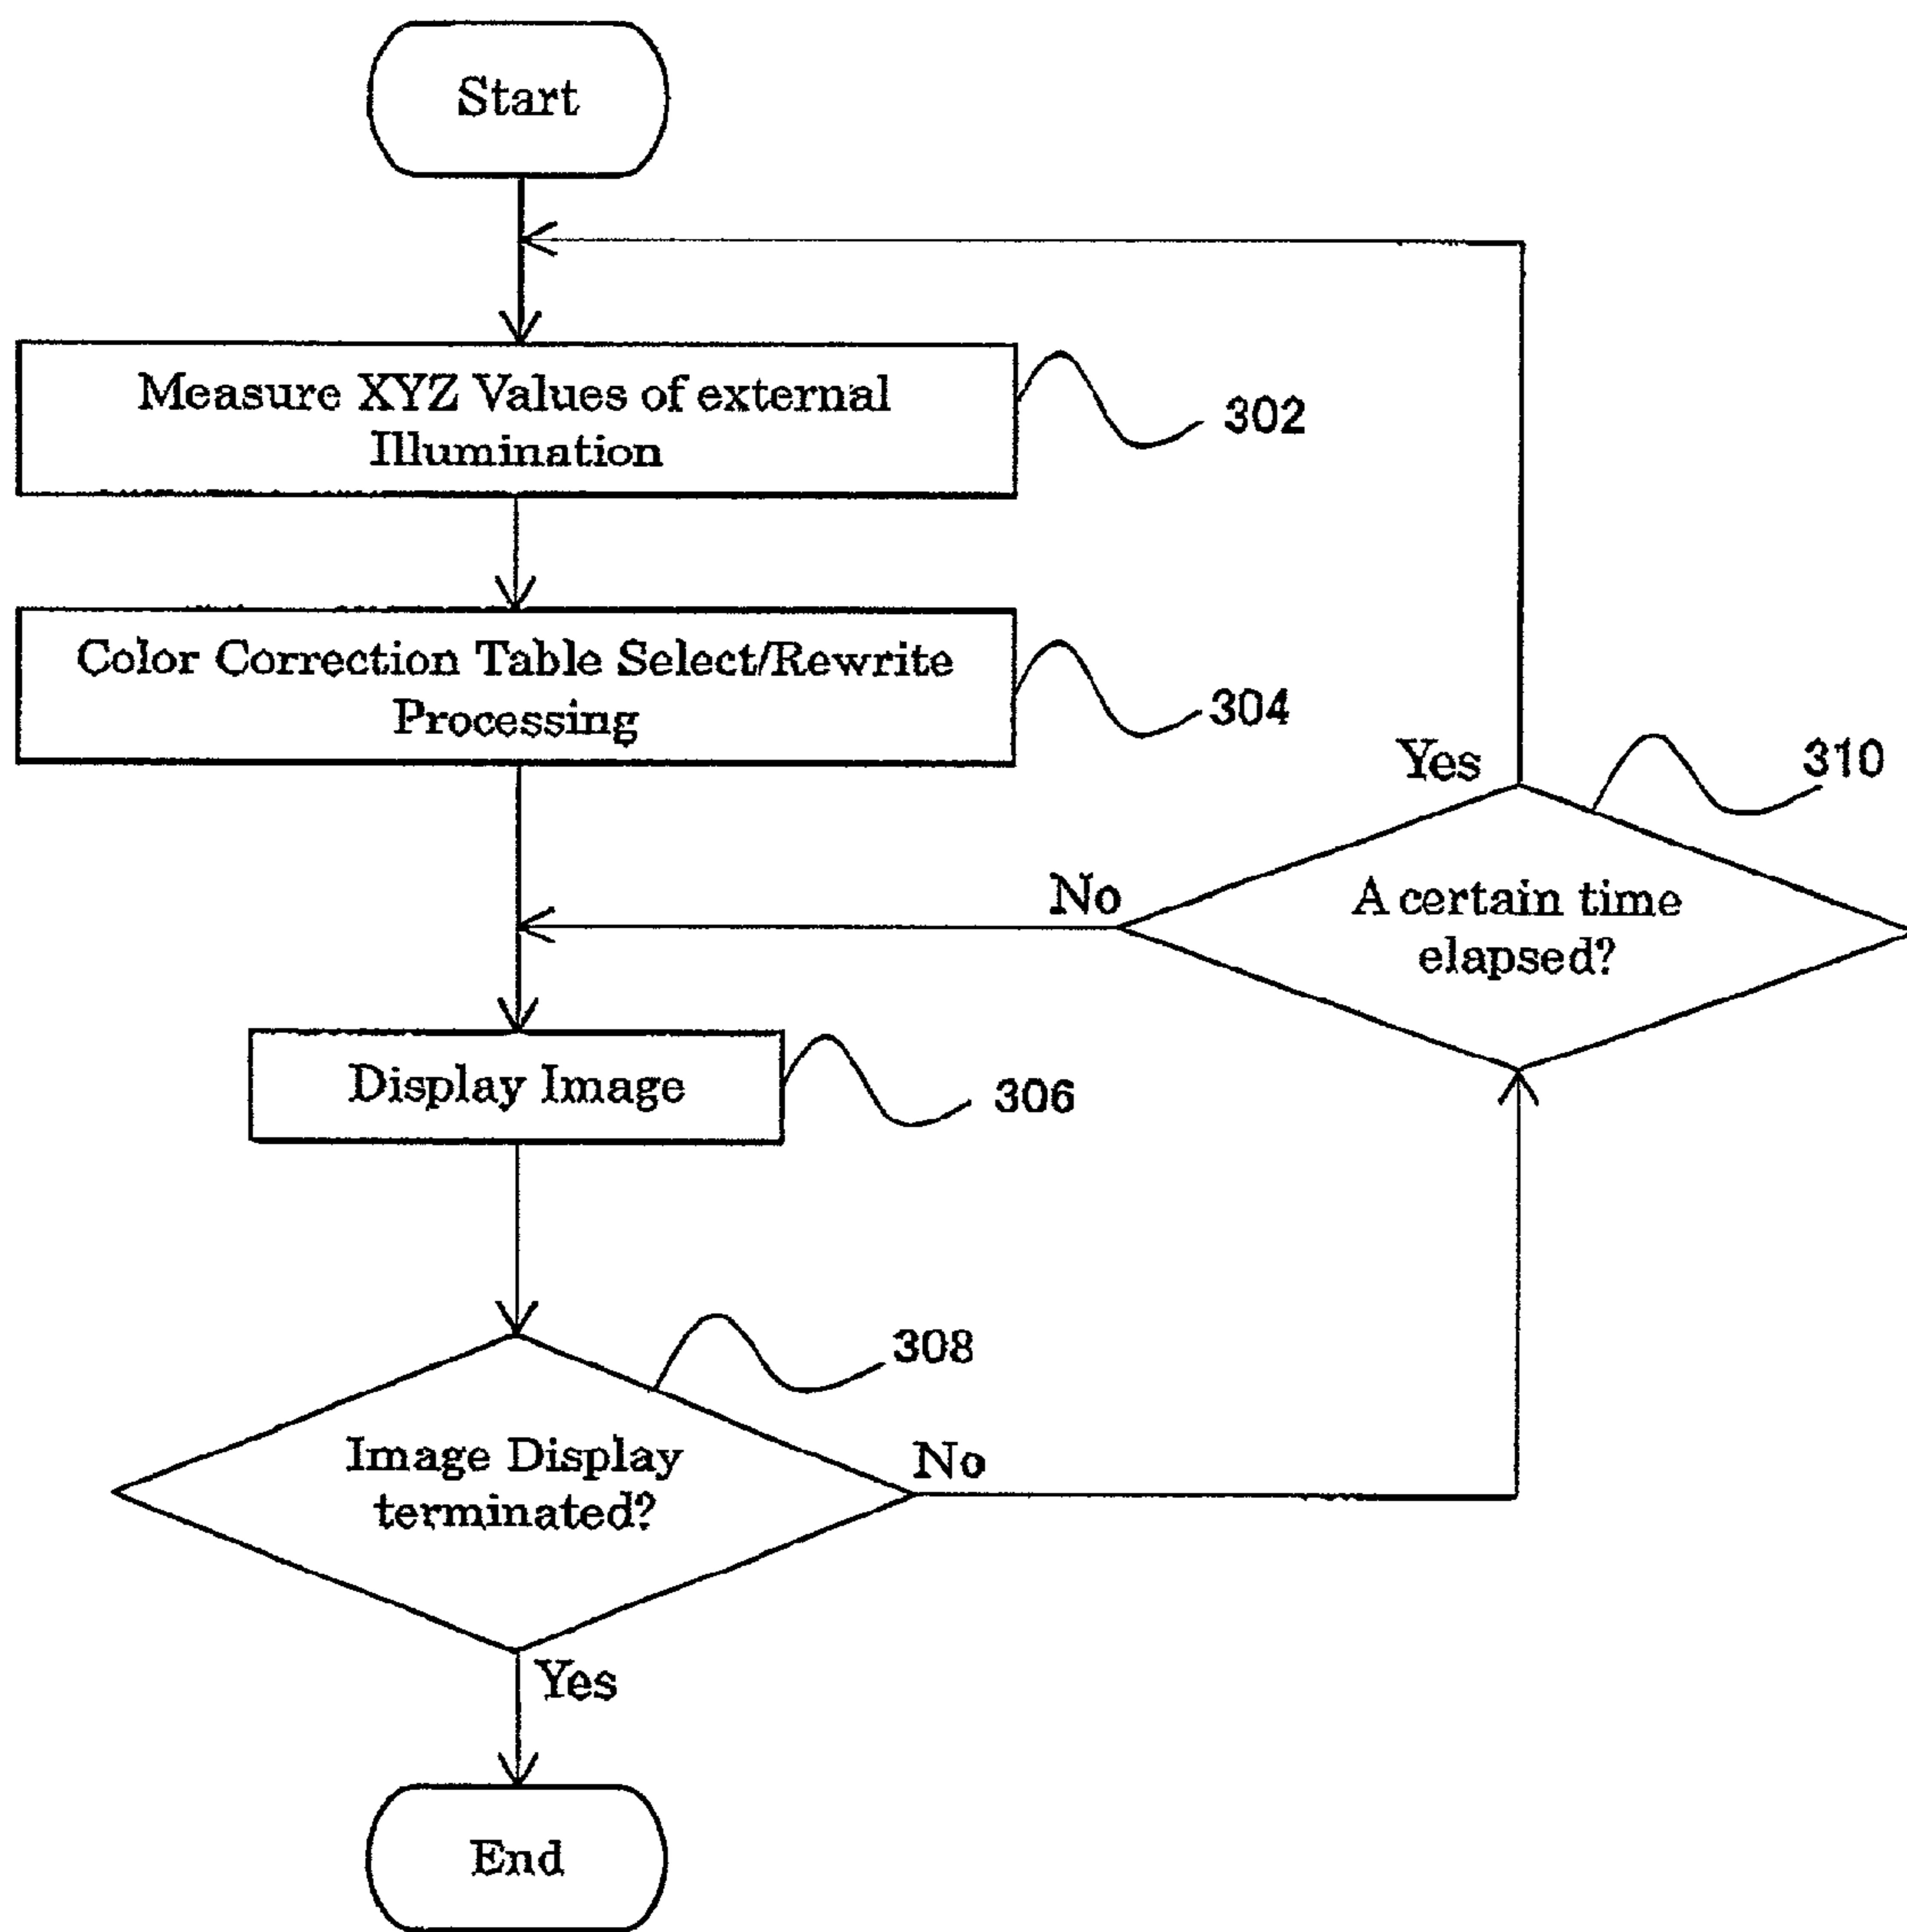 Start
Measure XYZ Values of external
Illumination
302
Color Correction Table Select/Rewrite
Processing
304
Yes
310
No
A certain time
elapsed?
Display Image
306
308
Image Display
terminated?
No
Yes
End